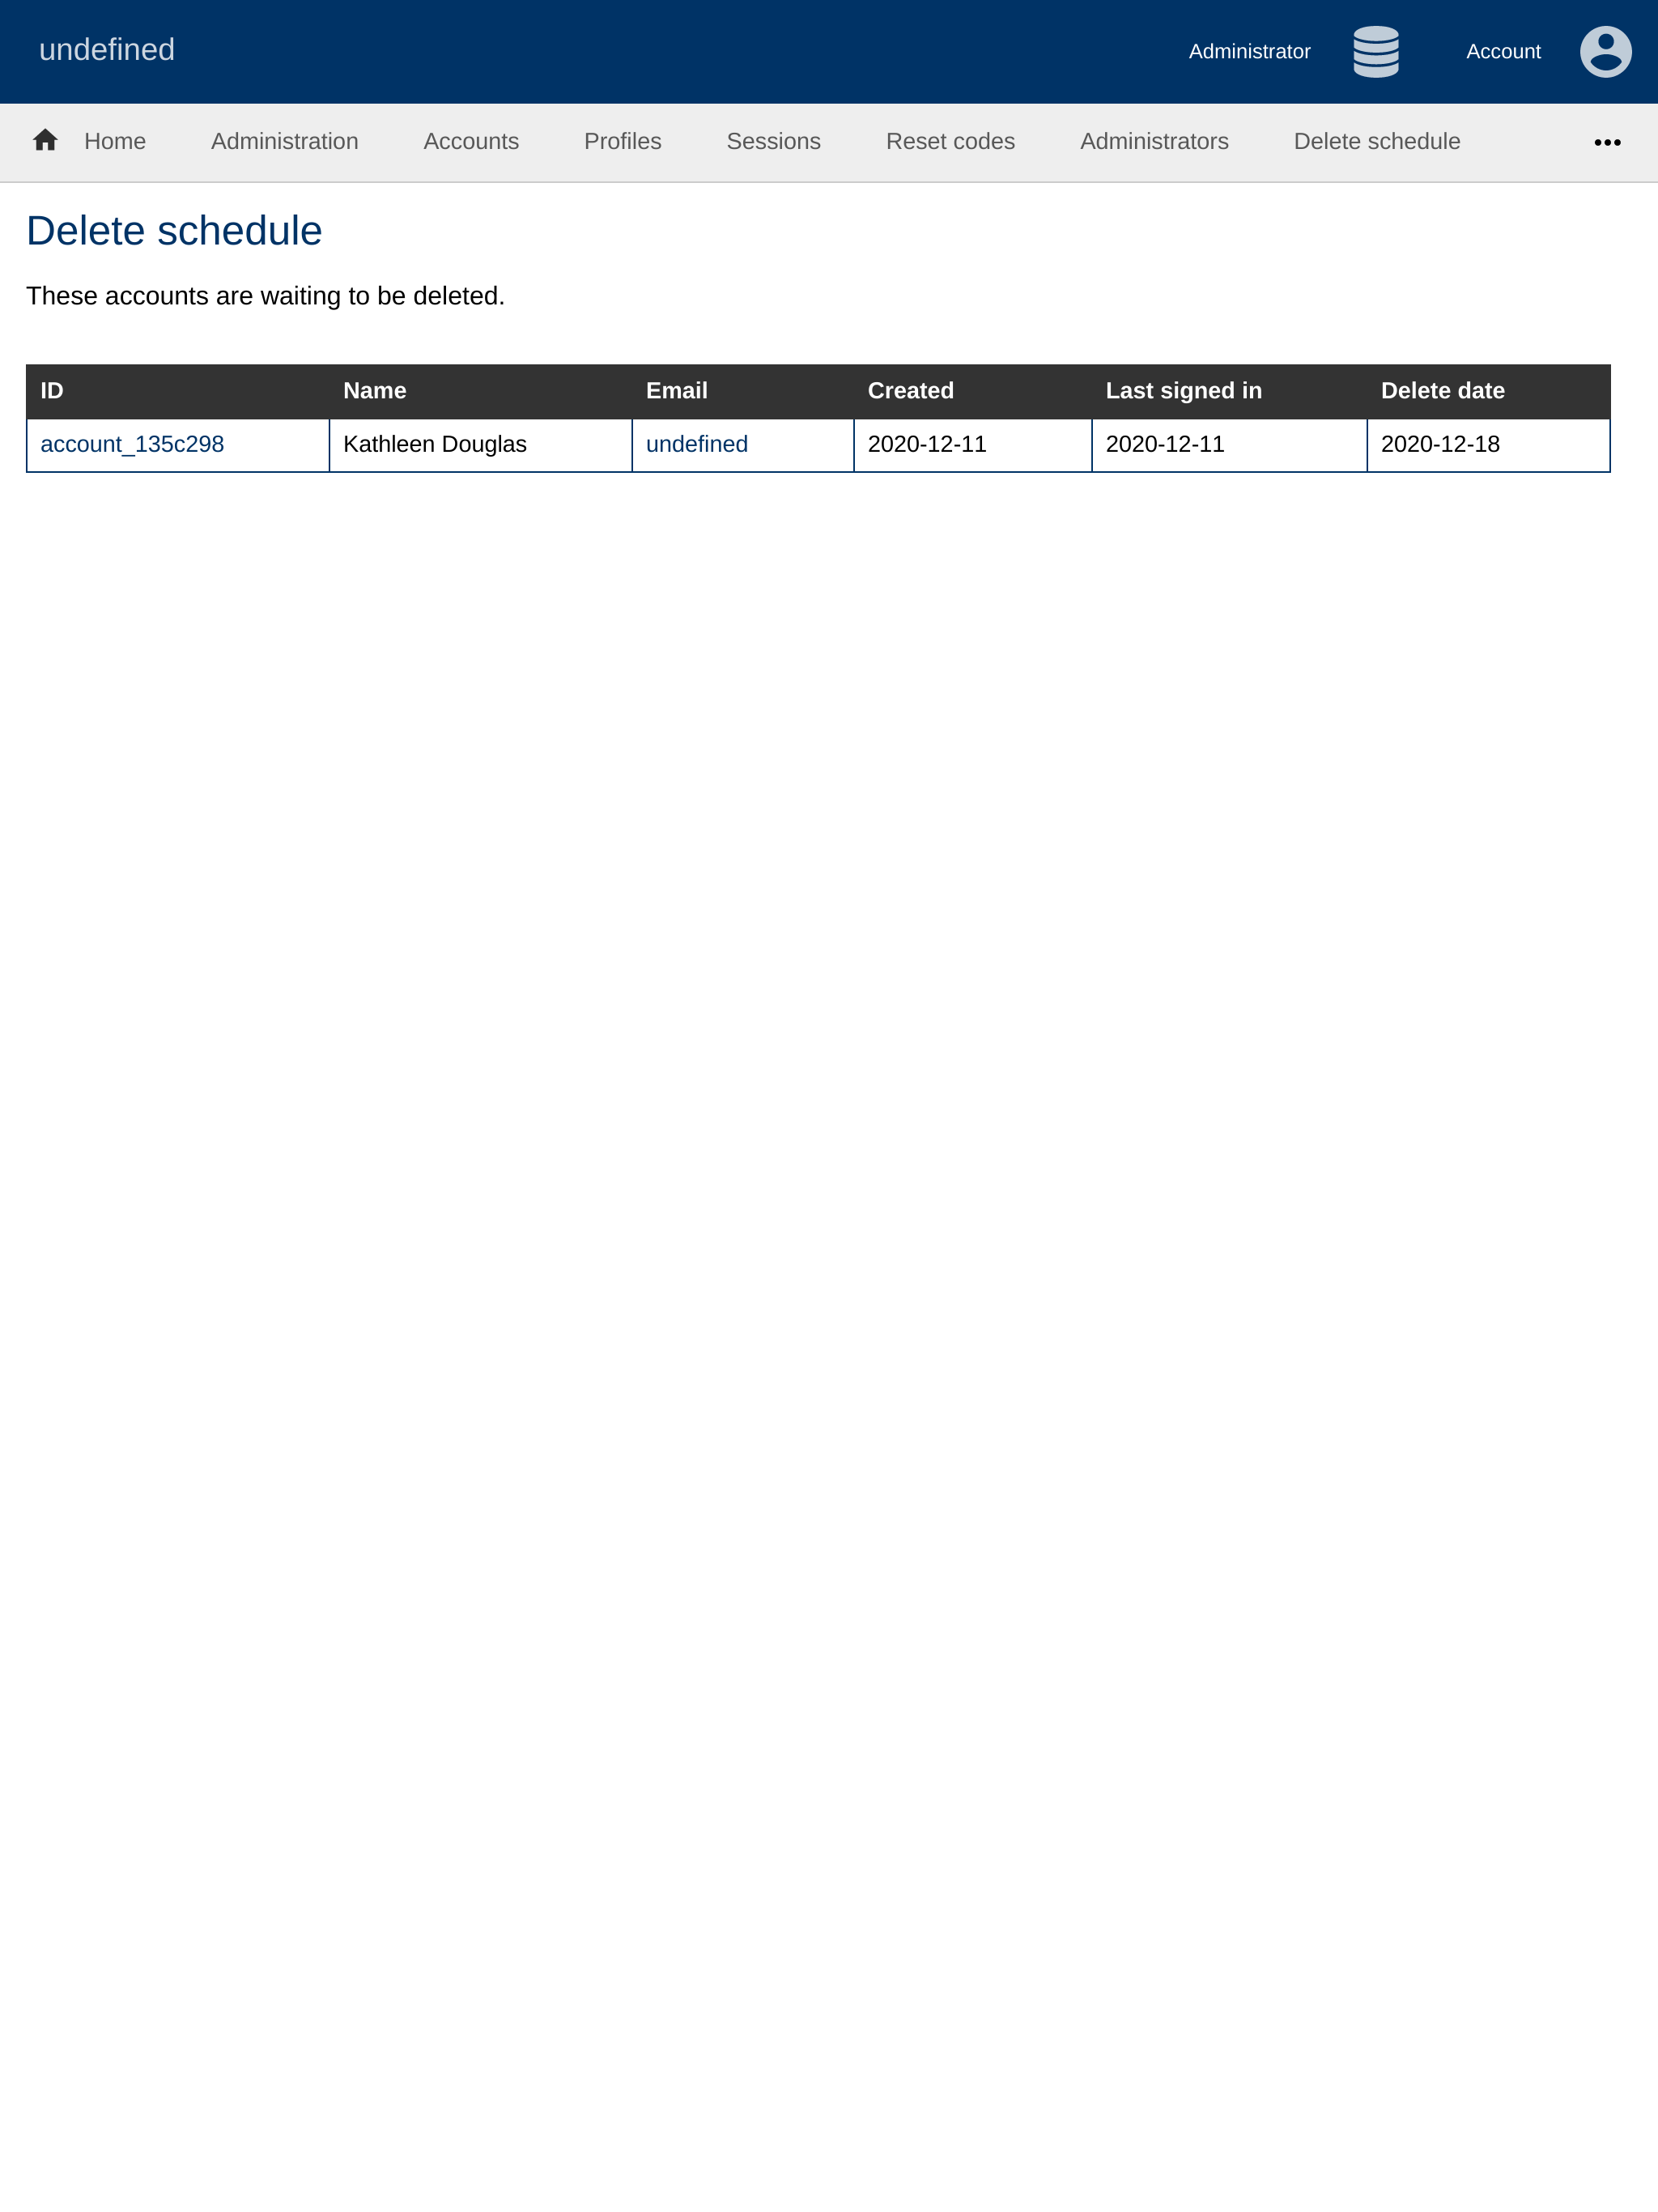 undefined
Administrator Account
Home Administration Accounts Profiles Sessions Reset codes Administrators Delete schedule
Delete schedule
These accounts are waiting to be deleted.
ID Name Email Created Last signed in Delete date
account_135c298 Kathleen Douglas undefined 2020-12-11 2020-12-11 2020-12-18